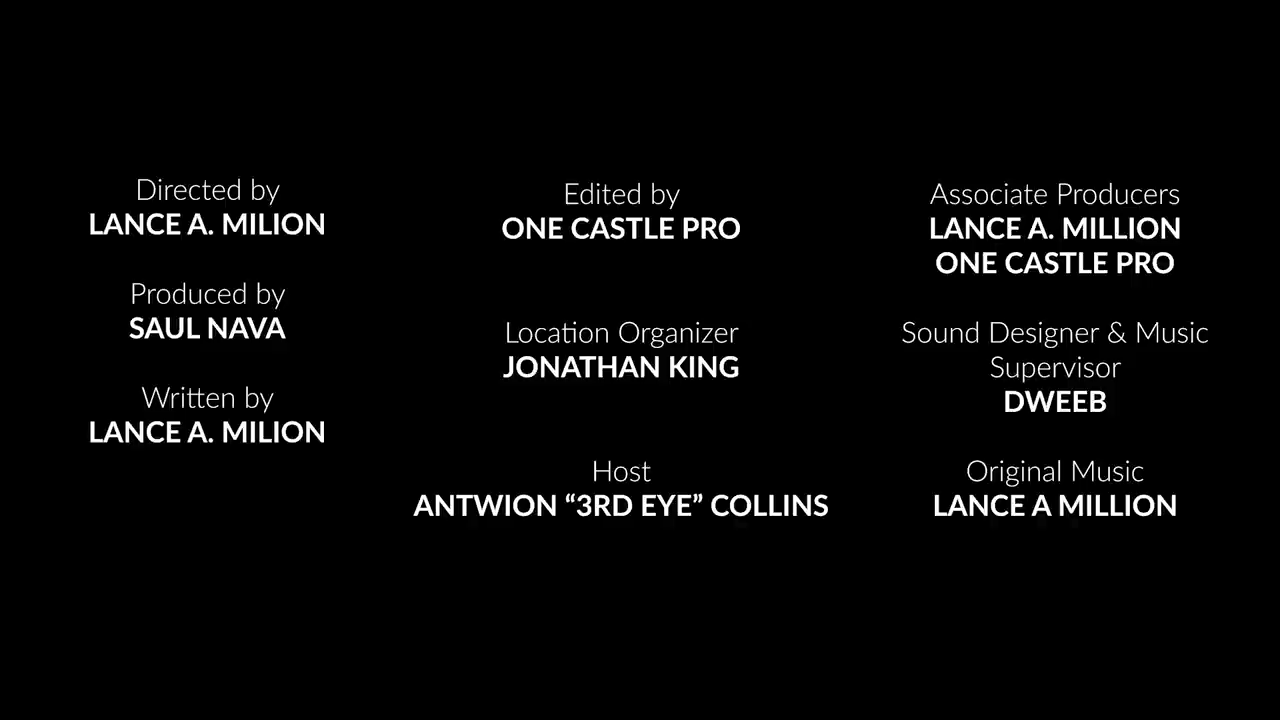 Directed by
LANCE A. MILION
Produced by
SAUL NAVA
Written by
LANCE A. MILION
Edited by
ONE CASTLE PRO
Location Organizer
JONATHAN KING
Host
ANTWION “3RD EYE” COLLINS
Associate Producers
LANCE A. MILLION
ONE CASTLE PRO
Sound Designer & Music
Supervisor
DWEEB
Original Music
LANCE A MILLION